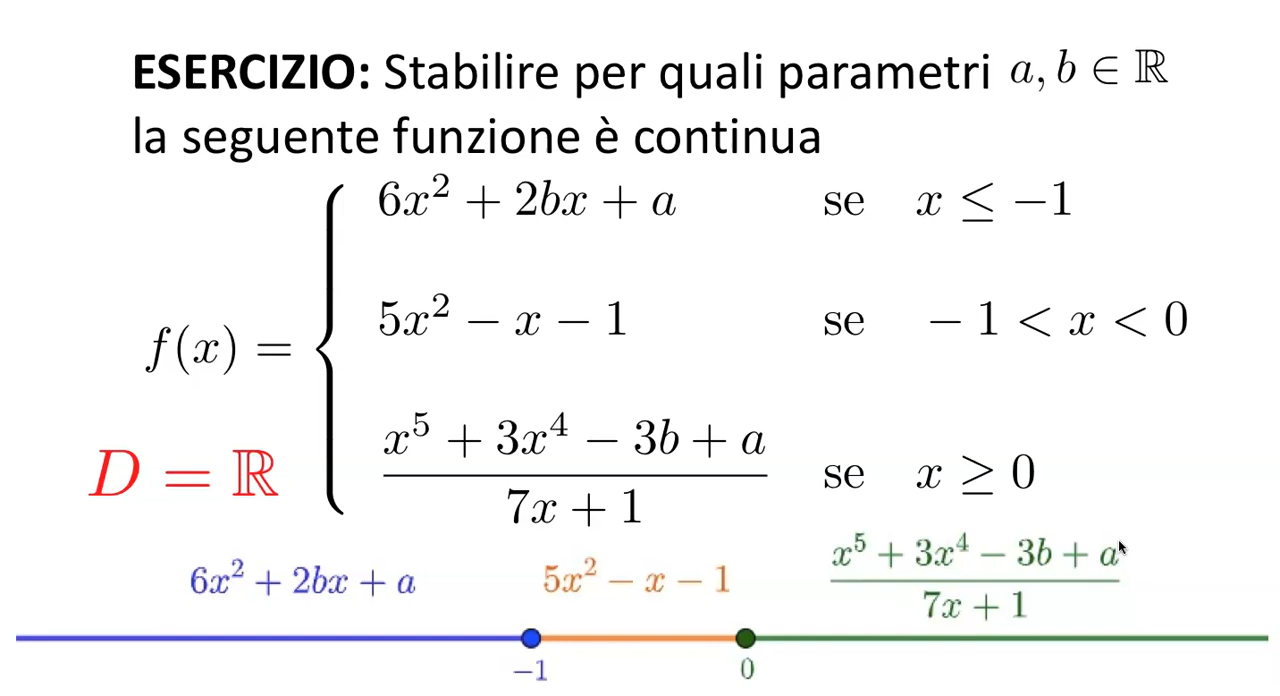 ESERCIZIO: Stabilire per quali parametri a, b ∈ ℝ
la seguente funzione è continua
6x² + 2bx + a se x ≤ −1
5x² − x − 1 se − 1 < x < 0
f(x) =
x⁵ + 3x⁴ − 3b + a
7x + 1
se x ≥ 0
D = ℝ
6x² + 2bx + a
5x² − x − 1
x⁵ + 3x⁴ − 3b + a
7x + 1
−1
0